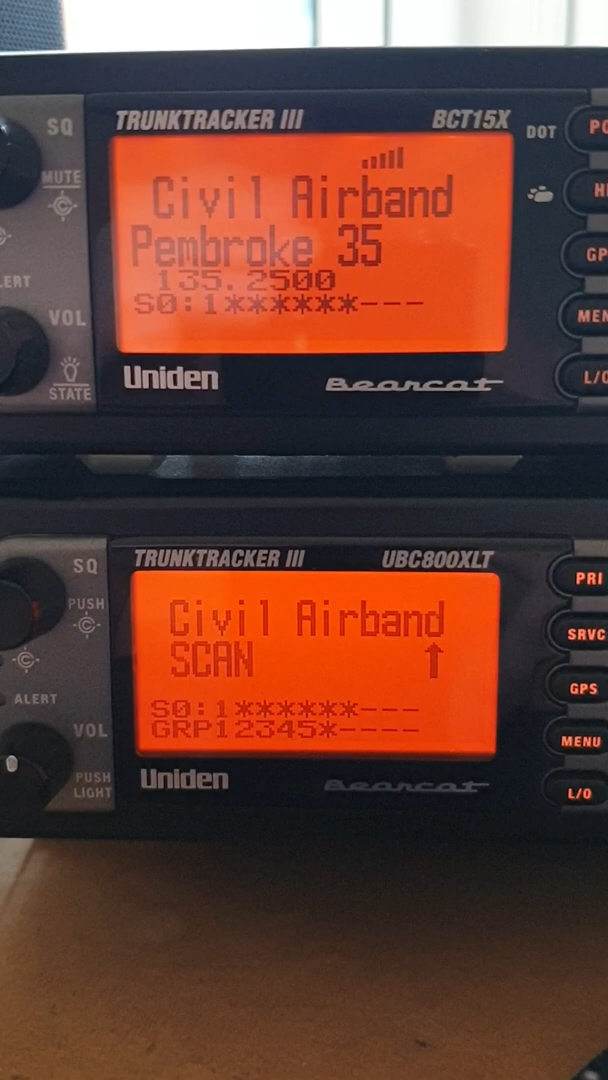 TRUNKTRACKER III BCT15X
SQ
DOT
MUTE
Civil Airband
Pembroke 35
135.2500
S0:1******---
VOL
STATE
GP
MEN
L/O
Uniden Bearcat
TRUNKTRACKER III UBC800XLT
SQ
PRI
PUSH
Civil Airband
SCAN ↑
SRVC
GPS
ALERT
S0:1******---
GRP12345*----
VOL
MENU
PUSH
LIGHT
L/O
Uniden Bearcat